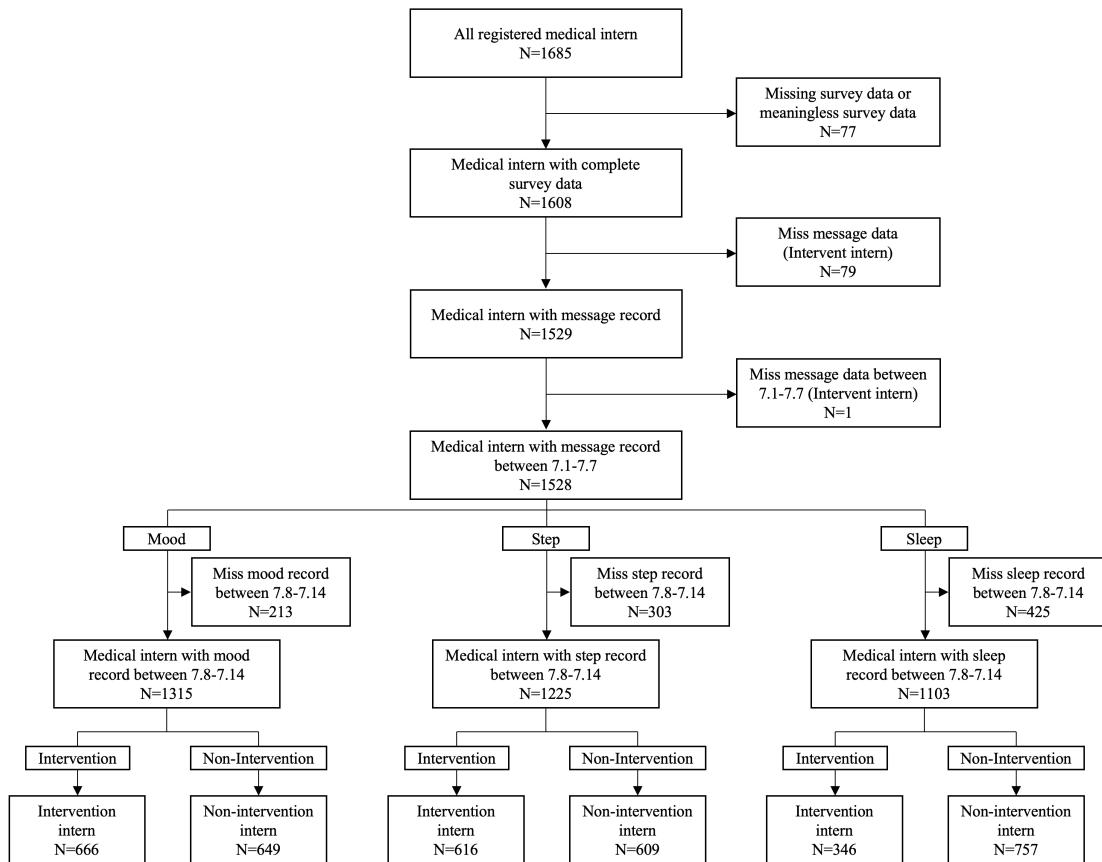 All registered medical intern
N=1685
Missing survey data or
meaningless survey data
N=77
Medical intern with complete
survey data
N=1608
Miss message data
(Intervent intern)
N=79
Medical intern with message record
N=1529
Miss message data between
7.1-7.7 (Intervent intern)
N=1
Medical intern with message record
between 7.1-7.7
N=1528
Mood
Step
Sleep
Miss mood record
between 7.8-7.14
N=213
Miss step record
between 7.8-7.14
N=303
Miss sleep record
between 7.8-7.14
N=425
Medical intern with mood
record between 7.8-7.14
N=1315
Medical intern with step record
between 7.8-7.14
N=1225
Medical intern with sleep
record between 7.8-7.14
N=1103
Intervention
Non-Intervention
Intervention
Non-Intervention
Intervention
Non-Intervention
Intervention
intern
N=666
Non-intervention
intern
N=649
Intervention
intern
N=616
Non-intervention
intern
N=609
Intervention
intern
N=346
Non-intervention
intern
N=757